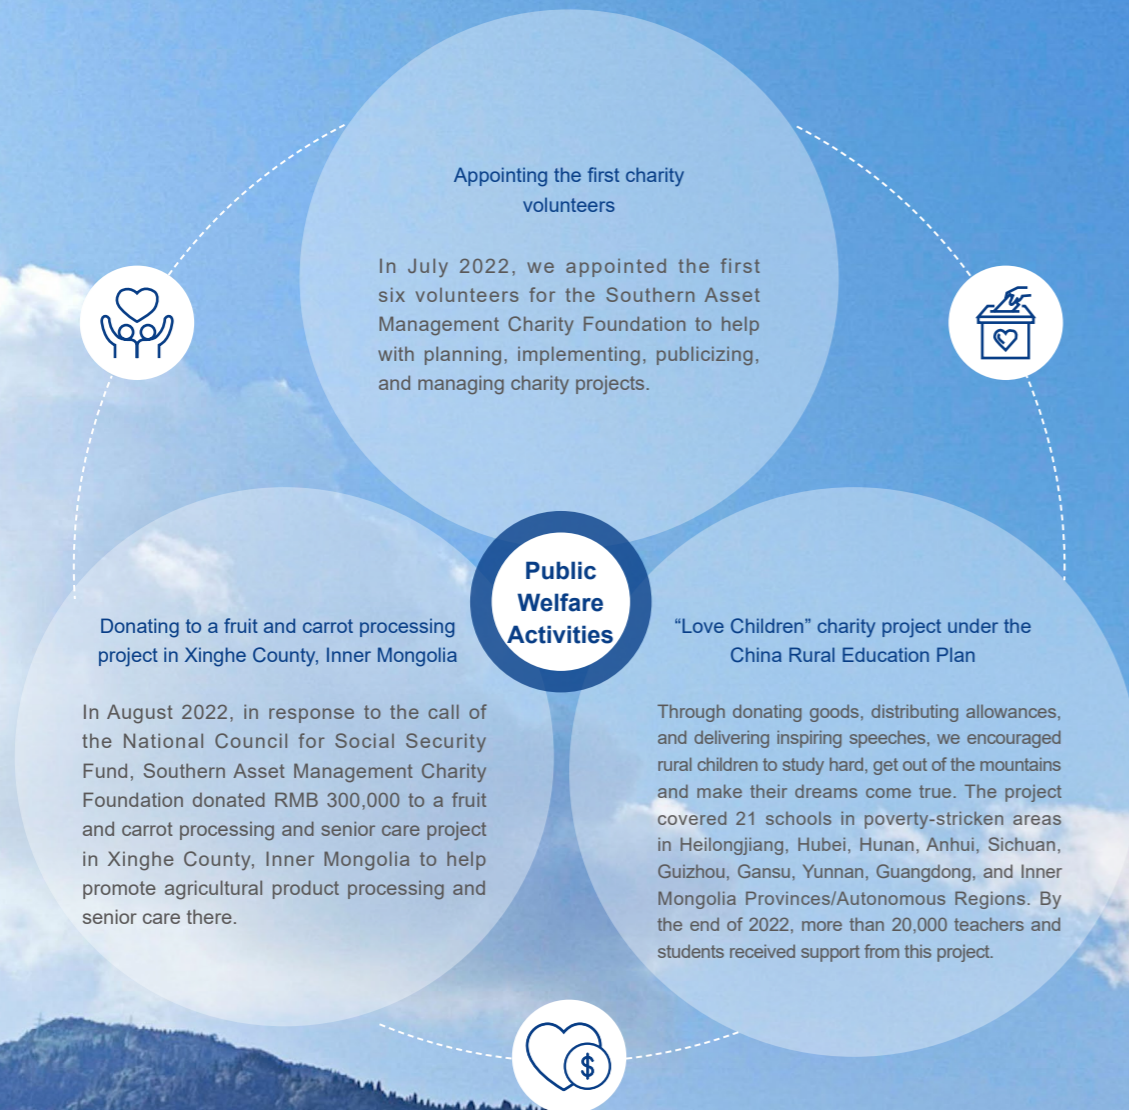 Appointing the first charity
volunteers
In July 2022, we appointed the first
six volunteers for the Southern Asset
Management Charity Foundation to help
with planning, implementing, publicizing,
and managing charity projects.
Public
Welfare
Activities
Donating to a fruit and carrot processing
project in Xinghe County, Inner Mongolia
In August 2022, in response to the call of
the National Council for Social Security
Fund, Southern Asset Management Charity
Foundation donated RMB 300,000 to a fruit
and carrot processing and senior care project
in Xinghe County, Inner Mongolia to help
promote agricultural product processing and
senior care there.
“Love Children” charity project under the
China Rural Education Plan
Through donating goods, distributing allowances,
and delivering inspiring speeches, we encouraged
rural children to study hard, get out of the mountains
and make their dreams come true. The project
covered 21 schools in poverty-stricken areas
in Heilongjiang, Hubei, Hunan, Anhui, Sichuan,
Guizhou, Gansu, Yunnan, Guangdong, and Inner
Mongolia Provinces/Autonomous Regions. By
the end of 2022, more than 20,000 teachers and
students received support from this project.
$